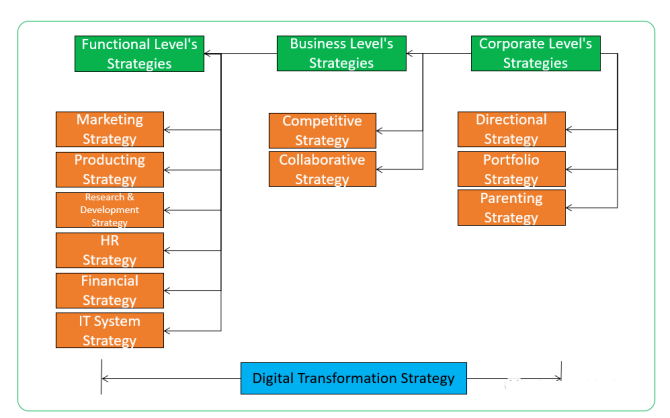 Functional Level's
Strategies
Business Level's
Strategies
Corporate Level's
Strategies
Marketing
Strategy
Producting
Strategy
Research &
Development
Strategy
HR
Strategy
Financial
Strategy
IT System
Strategy
Competitive
Strategy
Collaborative
Strategy
Directional
Strategy
Portfolio
Strategy
Parenting
Strategy
Digital Transformation Strategy